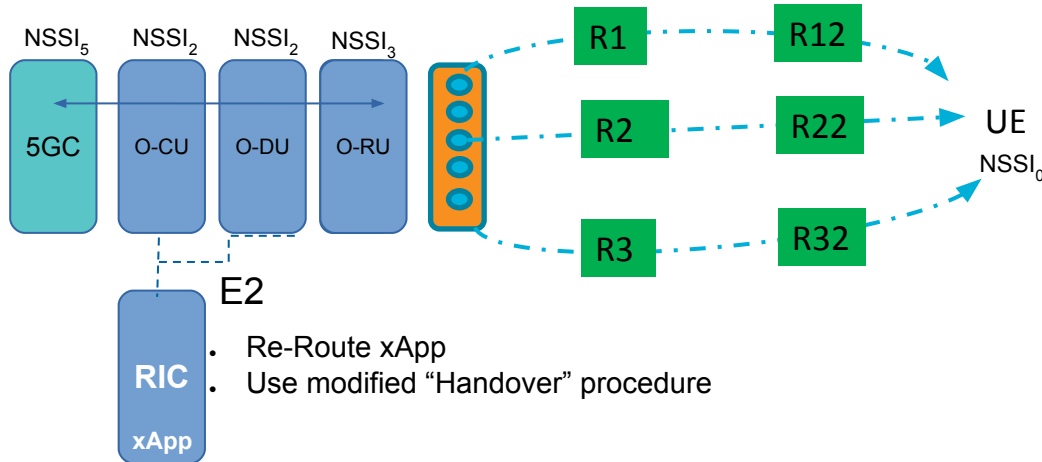 NSSI₅ NSSI₂ NSSI₂ NSSI₃
5GC O-CU O-DU O-RU
R1 R12
R2 R22
R3 R32
UE
NSSI₀
E2
RIC
xApp
• Re-Route xApp
• Use modified “Handover” procedure